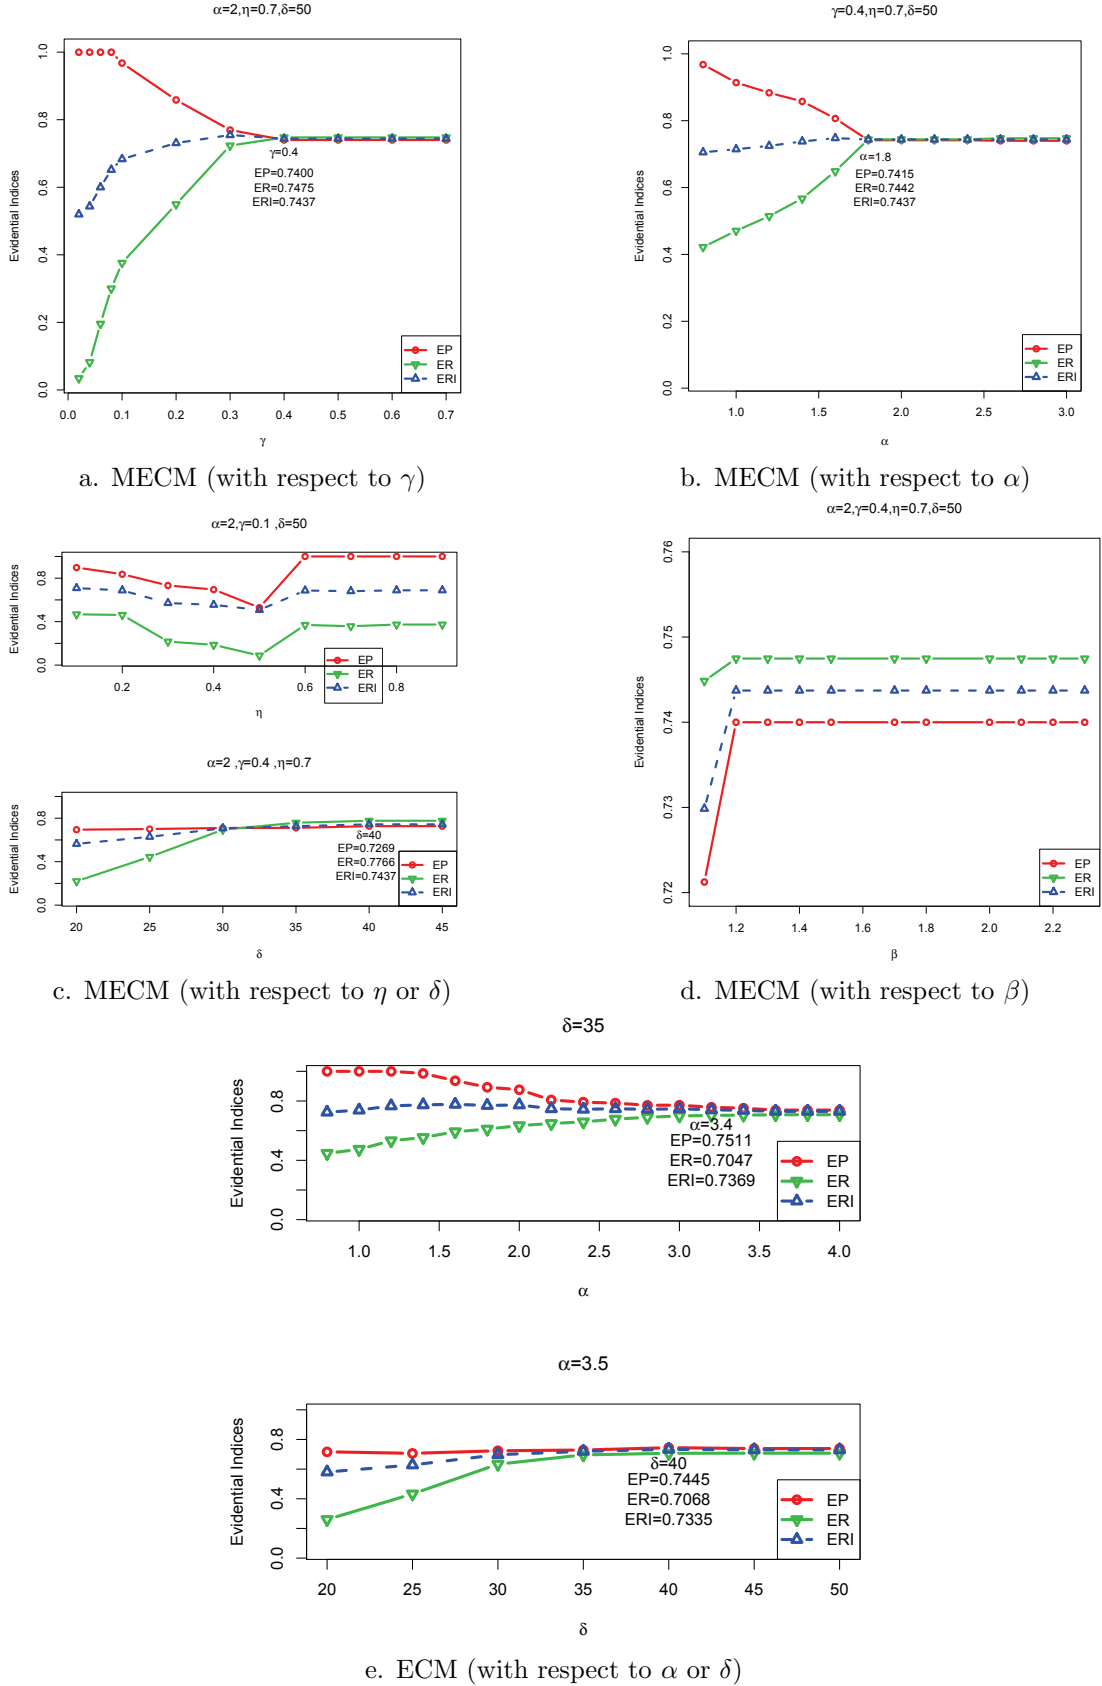 α=2,η=0.7,δ=50
Evidential Indices
1.0
0.8
0.6
0.4
0.2
0.0
γ=0.4
EP=0.7400
ER=0.7475
ERI=0.7437
EP
ER
ERI
0.0 0.1 0.2 0.3 0.4 0.5 0.6 0.7
γ
a. MECM (with respect to γ)
γ=0.4,η=0.7,δ=50
Evidential Indices
1.0
0.8
0.6
0.4
0.2
0.0
α=1.8
EP=0.7415
ER=0.7442
ERI=0.7437
EP
ER
ERI
1.0 1.5 2.0 2.5 3.0
α
b. MECM (with respect to α)
α=2,γ=0.1 ,δ=50
Evidential Indices
0.8
0.4
0.0
EP
ER
ERI
0.2 0.4 0.6 0.8
η
α=2 ,γ=0.4 ,η=0.7
Evidential Indices
0.8
0.4
0.0
δ=40
EP=0.7269
ER=0.7766
ERI=0.7437
EP
ER
ERI
20 25 30 35 40 45
δ
c. MECM (with respect to η or δ)
α=2,γ=0.4,η=0.7,δ=50
Evidential Indices
0.76
0.75
0.74
0.73
0.72
EP
ER
ERI
1.2 1.4 1.6 1.8 2.0 2.2
β
d. MECM (with respect to β)
δ=35
Evidential Indices
0.8
0.4
0.0
α=3.4
EP=0.7511
ER=0.7047
ERI=0.7369
EP
ER
ERI
1.0 1.5 2.0 2.5 3.0 3.5 4.0
α
α=3.5
Evidential Indices
0.8
0.4
0.0
δ=40
EP=0.7445
ER=0.7068
ERI=0.7335
EP
ER
ERI
20 25 30 35 40 45 50
δ
e. ECM (with respect to α or δ)